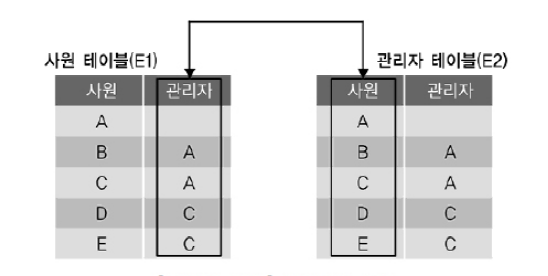 사원 테이블(E1) 관리자 테이블(E2)
사원 관리자 사원 관리자
A A
B A B A
C A C A
D C D C
E C E C